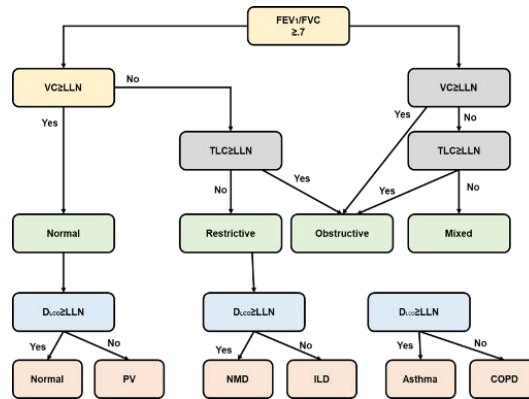 FEV1/FVC
≥.7
VC≥LLN
No
VC≥LLN
Yes
Yes
No
TLC≥LLN
TLC≥LLN
Yes
No
Yes
No
Normal
Restrictive
Obstructive
Mixed
DLCO≥LLN
DLCO≥LLN
DLCO≥LLN
Yes
No
Yes
No
Yes
No
Normal
PV
NMD
ILD
Asthma
COPD